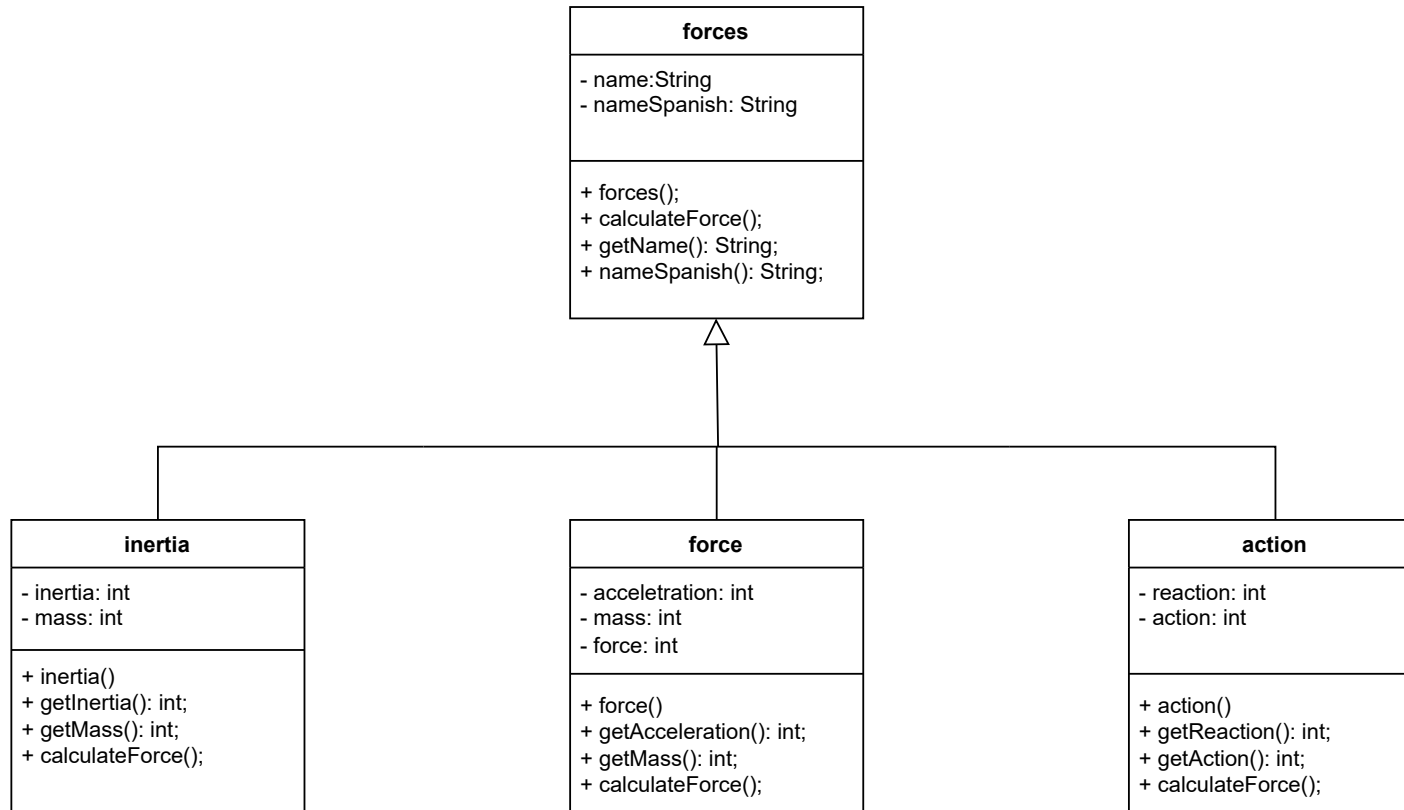 forces
- name:String
- nameSpanish: String
+ forces();
+ calculateForce();
+ getName(): String;
+ nameSpanish(): String;
inertia
- inertia: int
- mass: int
+ inertia()
+ getInertia(): int;
+ getMass(): int;
+ calculateForce();
force
- acceletration: int
- mass: int
- force: int
+ force()
+ getAcceleration(): int;
+ getMass(): int;
+ calculateForce();
action
- reaction: int
- action: int
+ action()
+ getReaction(): int;
+ getAction(): int;
+ calculateForce();